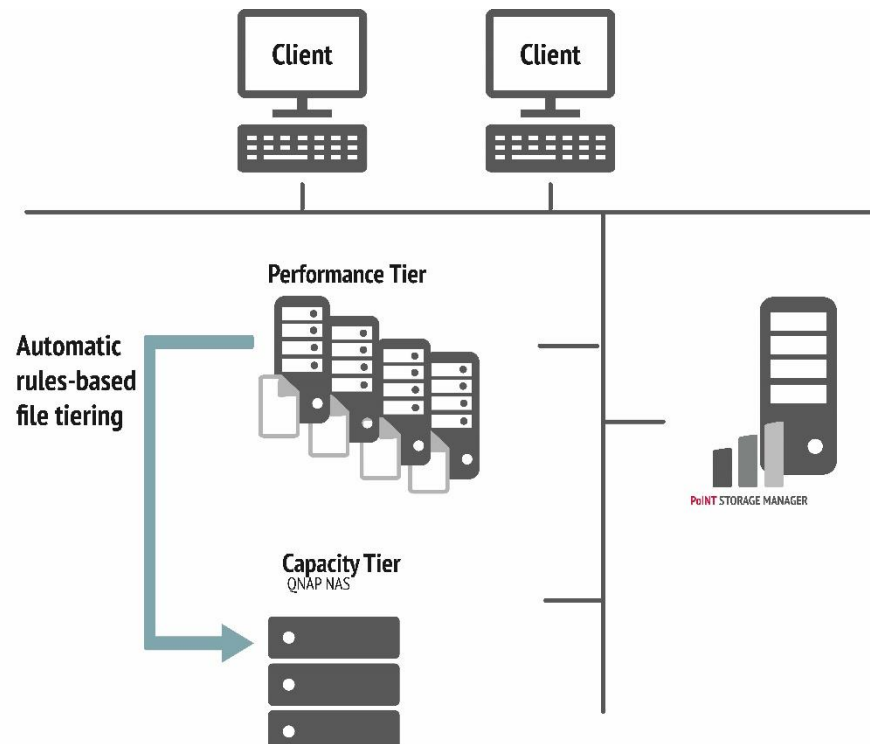 Client
Client
Performance Tier
Automatic
rules-based
file tiering
PoINT STORAGE MANAGER
Capacity Tier
QNAP NAS